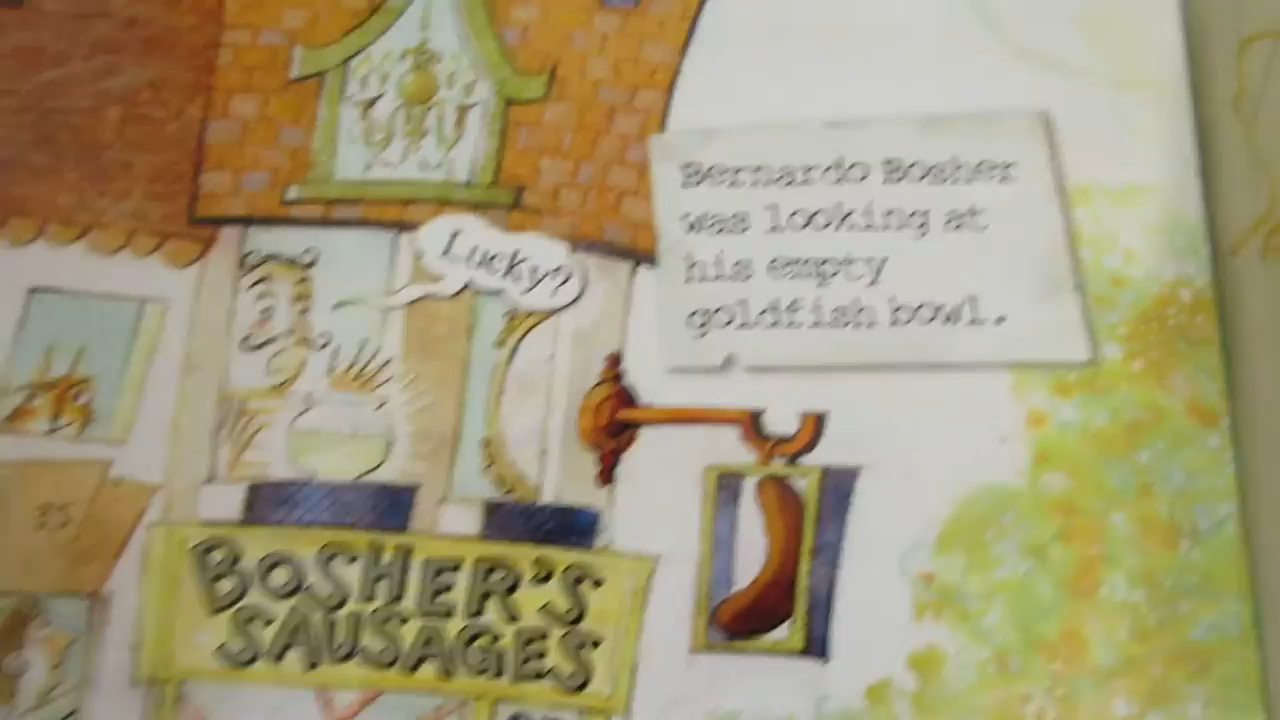 Bernardo Bosher
was looking at
his empty
goldfish bowl.
Lucky?
BOSHER'S
SAUSAGES